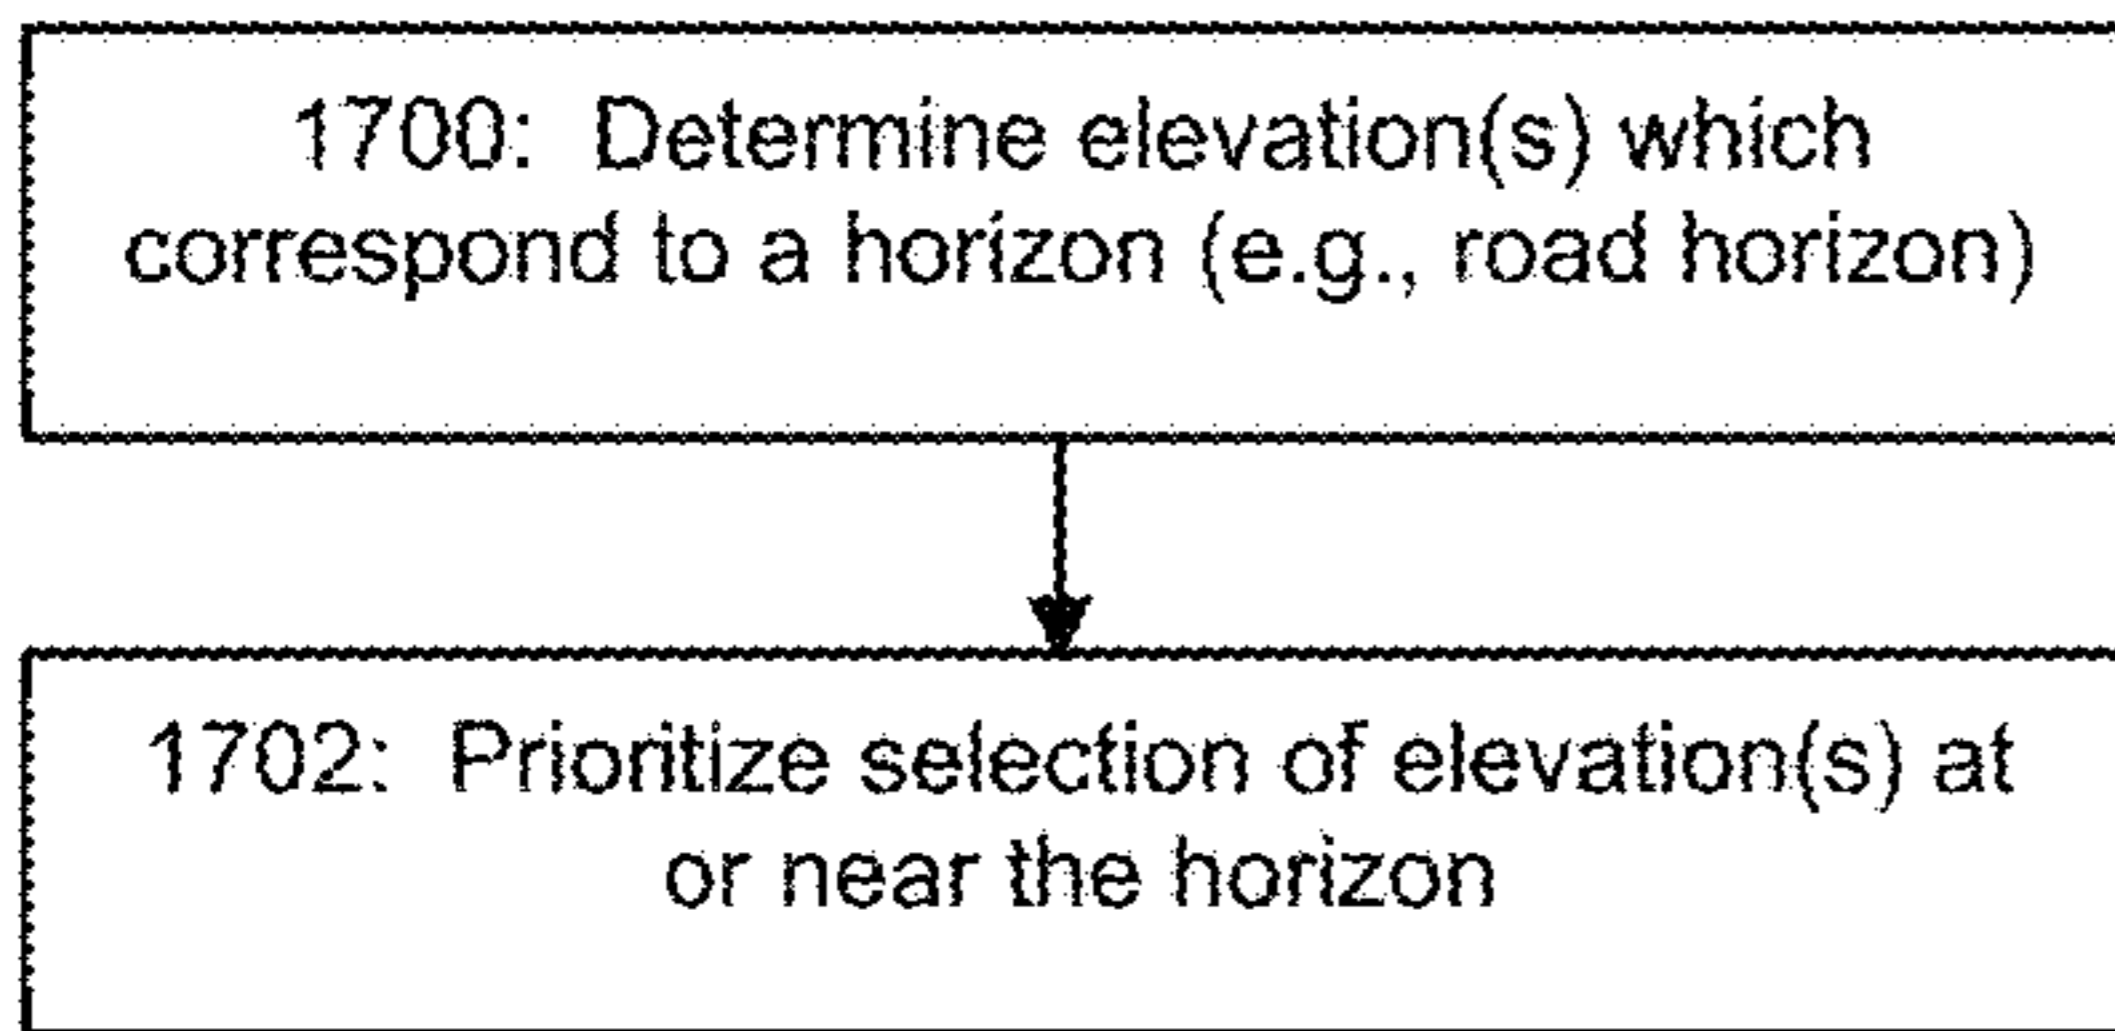 1700: Determine elevation(s) which
correspond to a horizon (e.g., road horizon)
1702: Prioritize selection of elevation(s) at
or near the horizon